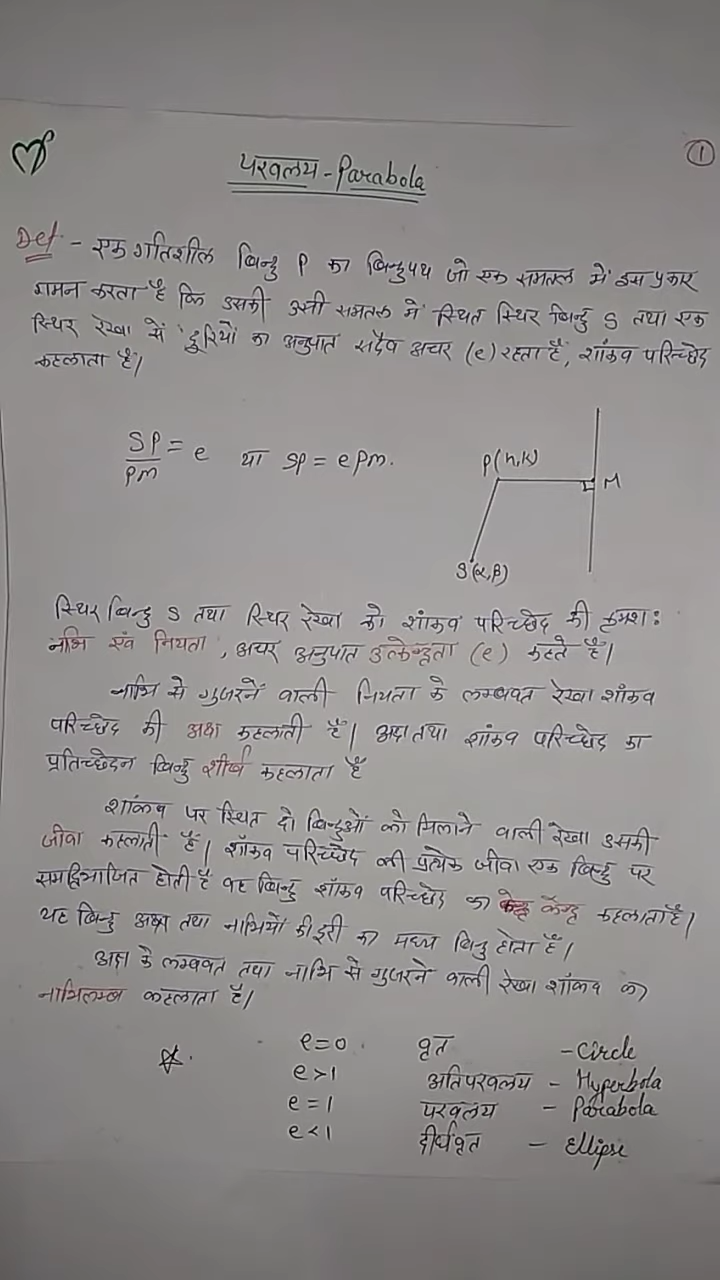 ①
परवलय - Parabola
Def - एक गतिशील बिन्दु P का बिन्दुपथ जो एक समतल में इस प्रकार
गमन करता है कि उसकी उसी समतल में स्थित स्थिर बिन्दु S तथा एक
स्थिर रेखा से दूरियों का अनुपात सदैव अचर (e) रहता है, शांकव परिच्छेद
कहलाता है।
SP/PM = e या SP = e PM.
P(h,k)
M
S(α,β)
स्थिर बिन्दु S तथा स्थिर रेखा को शांकव परिच्छेद की क्रमश:
नाभि एवं नियता , अचर अनुपात उत्केन्द्रता (e) कहते हैं।
नाभि से गुजरने वाली नियता के लम्बवत रेखा शांकव
परिच्छेद की अक्ष कहलाती है। अक्ष तथा शांकव परिच्छेद का
प्रतिच्छेदन बिन्दु शीर्ष कहलाता है
शांकव पर स्थित दो बिन्दुओं को मिलाने वाली रेखा उसकी
जीवा कहलाती है। शांकव परिच्छेद की प्रत्येक जीवा एक बिन्दु पर
समद्विभाजित होती है वह बिन्दु शांकव परिच्छेद का केन्द्र कहलाता है।
यह बिन्दु अक्ष तथा नाभियों की दूरी का मध्य बिन्दु होता है।
अक्ष के लम्बवत तथा नाभि से गुजरने वाली रेखा शांकव का
नाभिलम्ब कहलाता है।
e=0 वृत - Circle
e>1 अतिपरवलय - Hyperbola
e=1 परवलय - Parabola
e<1 दीर्घवृत - Ellipse